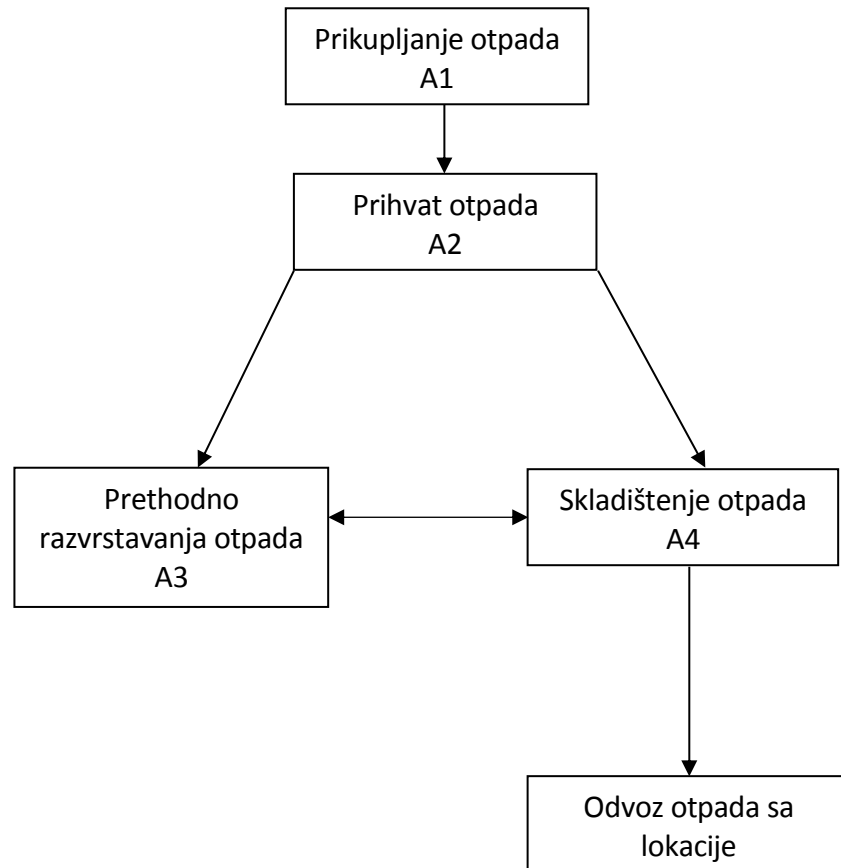 Prikupljanje otpada
A1
Prihvat otpada
A2
Prethodno
razvrstavanja otpada
A3
Skladištenje otpada
A4
Odvoz otpada sa
lokacije